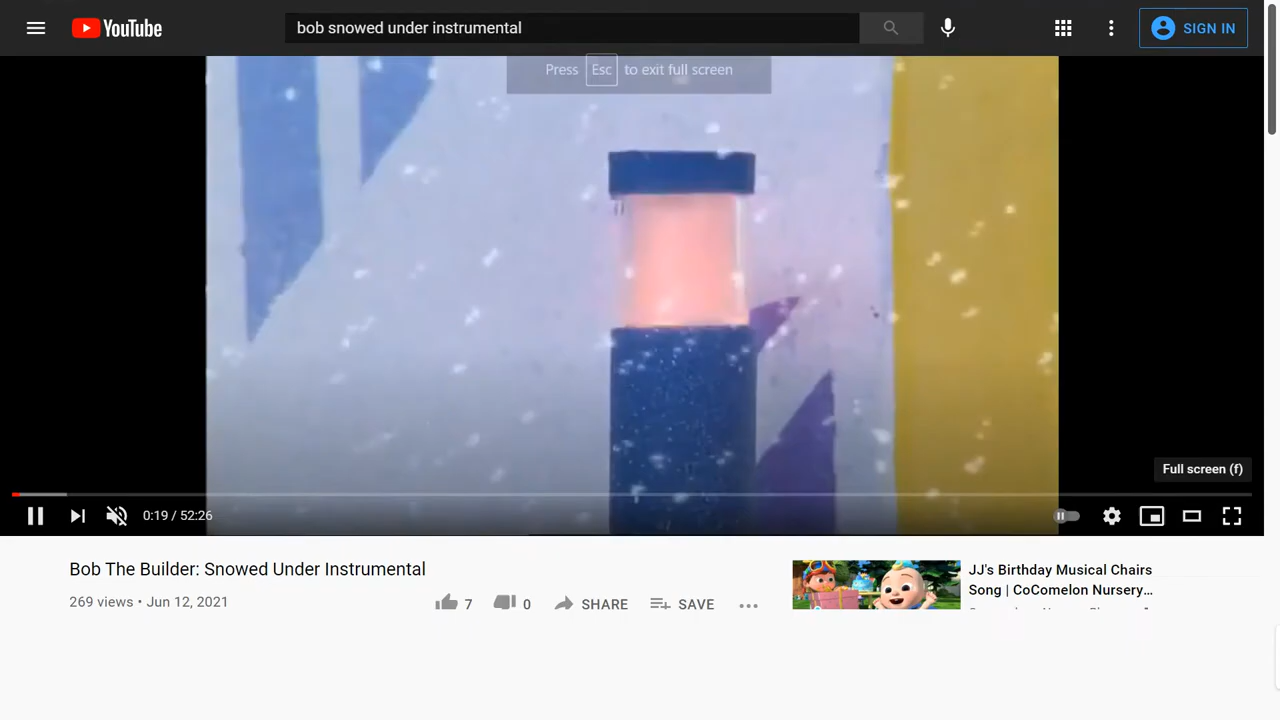 YouTube
bob snowed under instrumental
SIGN IN
Press Esc to exit full screen
Full screen (f)
0:19 / 52:26
Bob The Builder: Snowed Under Instrumental
269 views • Jun 12, 2021
7
0
SHARE
SAVE
JJ's Birthday Musical Chairs
Song | CoComelon Nursery…